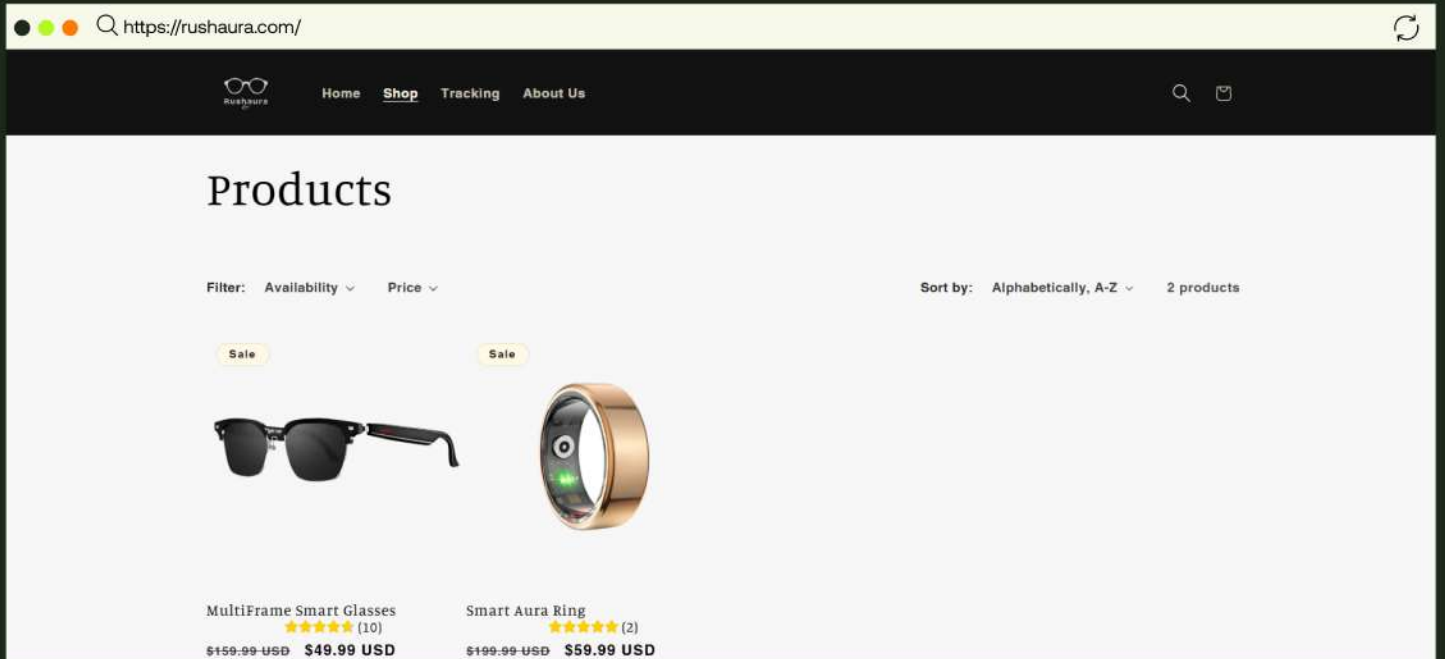 https://rushaura.com/
Rushaura
Home Shop Tracking About Us
Products
Filter: Availability Price
Sort by: Alphabetically, A-Z 2 products
Sale Sale
MultiFrame Smart Glasses Smart Aura Ring
(10) (2)
$159.99 USD $49.99 USD $199.99 USD $59.99 USD